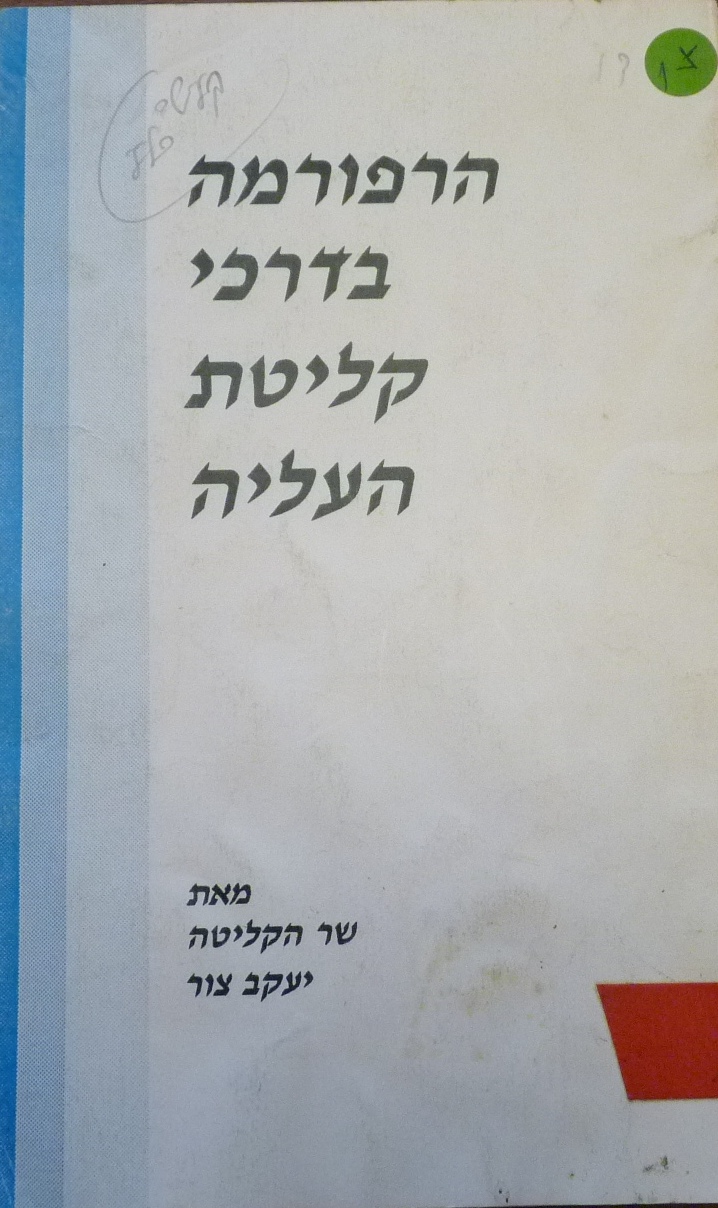 הרפורמה
בדרכי
קליטת
העליה
מאת
שר הקליטה
יעקב צור